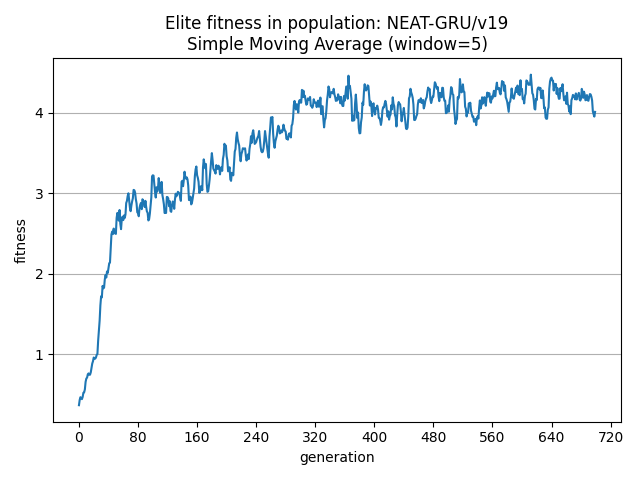 Elite fitness in population: NEAT-GRU/v19
Simple Moving Average (window=5)
fitness
4
3
2
1
0 80 160 240 320 400 480 560 640 720
generation